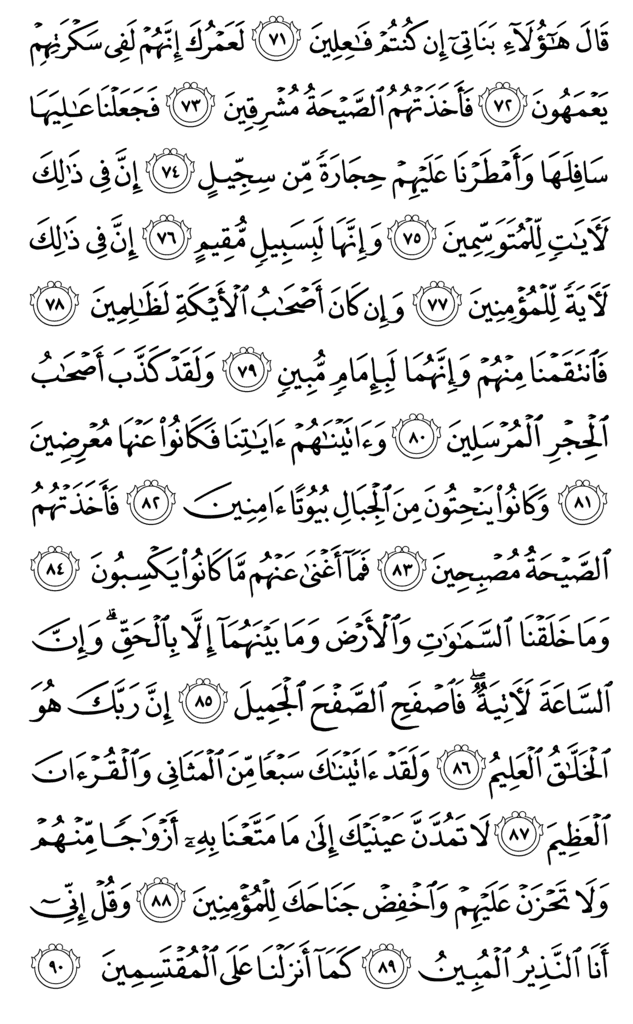 قَالَ هَٰٓؤُلَآءِ بَنَاتِيٓ إِن كُنتُمْ فَٰعِلِينَ ٧١ لَعَمْرُكَ إِنَّهُمْ لَفِي سَكْرَتِهِمْ
يَعْمَهُونَ ٧٢ فَأَخَذَتْهُمُ ٱلصَّيْحَةُ مُشْرِقِينَ ٧٣ فَجَعَلْنَا عَٰلِيَهَا
سَافِلَهَا وَأَمْطَرْنَا عَلَيْهِمْ حِجَارَةً مِّن سِجِّيلٍ ٧٤ إِنَّ فِي ذَٰلِكَ
لَأٓيَٰتٍ لِّلْمُتَوَسِّمِينَ ٧٥ وَإِنَّهَا لَبِسَبِيلٍ مُّقِيمٍ ٧٦ إِنَّ فِي ذَٰلِكَ
لَأٓيَةً لِّلْمُؤْمِنِينَ ٧٧ وَإِن كَانَ أَصْحَٰبُ ٱلْأَيْكَةِ لَظَٰلِمِينَ ٧٨
فَٱنتَقَمْنَا مِنْهُمْ وَإِنَّهُمَا لَبِإِمَامٍ مُّبِينٍ ٧٩ وَلَقَدْ كَذَّبَ أَصْحَٰبُ
ٱلْحِجْرِ ٱلْمُرْسَلِينَ ٨٠ وَءَاتَيْنَٰهُمْ ءَايَٰتِنَا فَكَانُوا۟ عَنْهَا مُعْرِضِينَ
٨١ وَكَانُوا۟ يَنْحِتُونَ مِنَ ٱلْجِبَالِ بُيُوتًا ءَامِنِينَ ٨٢ فَأَخَذَتْهُمُ
ٱلصَّيْحَةُ مُصْبِحِينَ ٨٣ فَمَآ أَغْنَىٰ عَنْهُم مَّا كَانُوا۟ يَكْسِبُونَ ٨٤
وَمَا خَلَقْنَا ٱلسَّمَٰوَٰتِ وَٱلْأَرْضَ وَمَا بَيْنَهُمَآ إِلَّا بِٱلْحَقِّ ۗ وَإِنَّ
ٱلسَّاعَةَ لَأٓتِيَةٌ ۖ فَٱصْفَحِ ٱلصَّفْحَ ٱلْجَمِيلَ ٨٥ إِنَّ رَبَّكَ هُوَ
ٱلْخَلَّٰقُ ٱلْعَلِيمُ ٨٦ وَلَقَدْ ءَاتَيْنَٰكَ سَبْعًا مِّنَ ٱلْمَثَانِي وَٱلْقُرْءَانَ
ٱلْعَظِيمَ ٨٧ لَا تَمُدَّنَّ عَيْنَيْكَ إِلَىٰ مَا مَتَّعْنَا بِهِۦٓ أَزْوَٰجًا مِّنْهُمْ
وَلَا تَحْزَنْ عَلَيْهِمْ وَٱخْفِضْ جَنَاحَكَ لِلْمُؤْمِنِينَ ٨٨ وَقُلْ إِنِّيٓ
أَنَا ٱلنَّذِيرُ ٱلْمُبِينُ ٨٩ كَمَآ أَنزَلْنَا عَلَى ٱلْمُقْتَسِمِينَ ٩٠